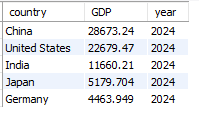 country GDP year
China 28673.24 2024
United States 22679.47 2024
India 11660.21 2024
Japan 5179.704 2024
Germany 4463.949 2024